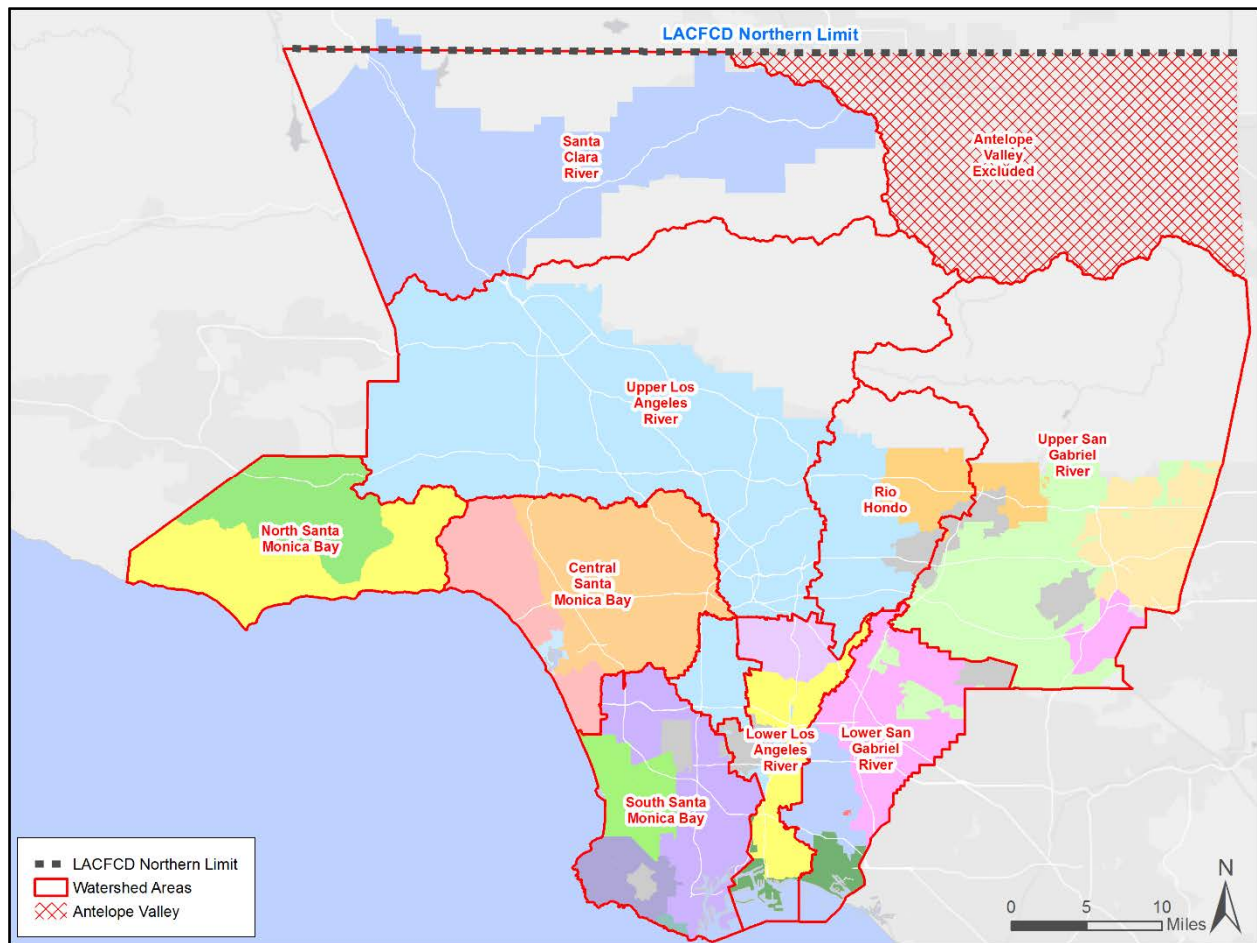 LACFCD Northern Limit
Santa
Clara
River
Antelope
Valley
Excluded
Upper Los
Angeles
River
Upper San
Gabriel
River
Rio
Hondo
North Santa
Monica Bay
Central
Santa
Monica Bay
Lower Los
Angeles
River
Lower San
Gabriel
River
South Santa
Monica Bay
LACFCD Northern Limit
Watershed Areas
Antelope Valley
N
0 5 10
Miles